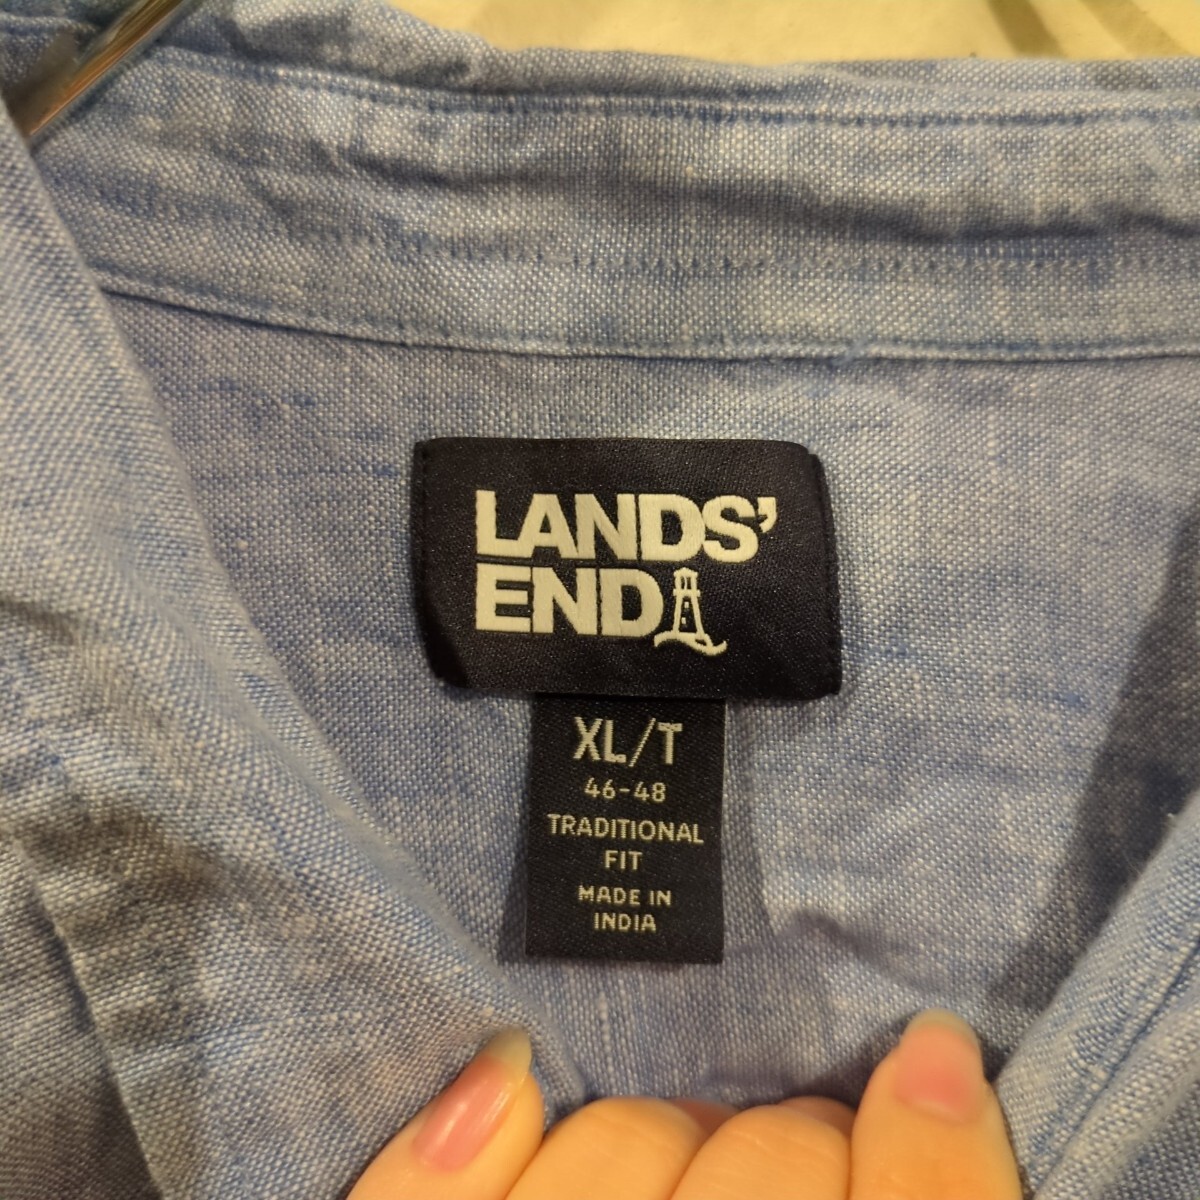 LANDS'
END
XL/T
46-48
TRADITIONAL
FIT
MADE IN
INDIA